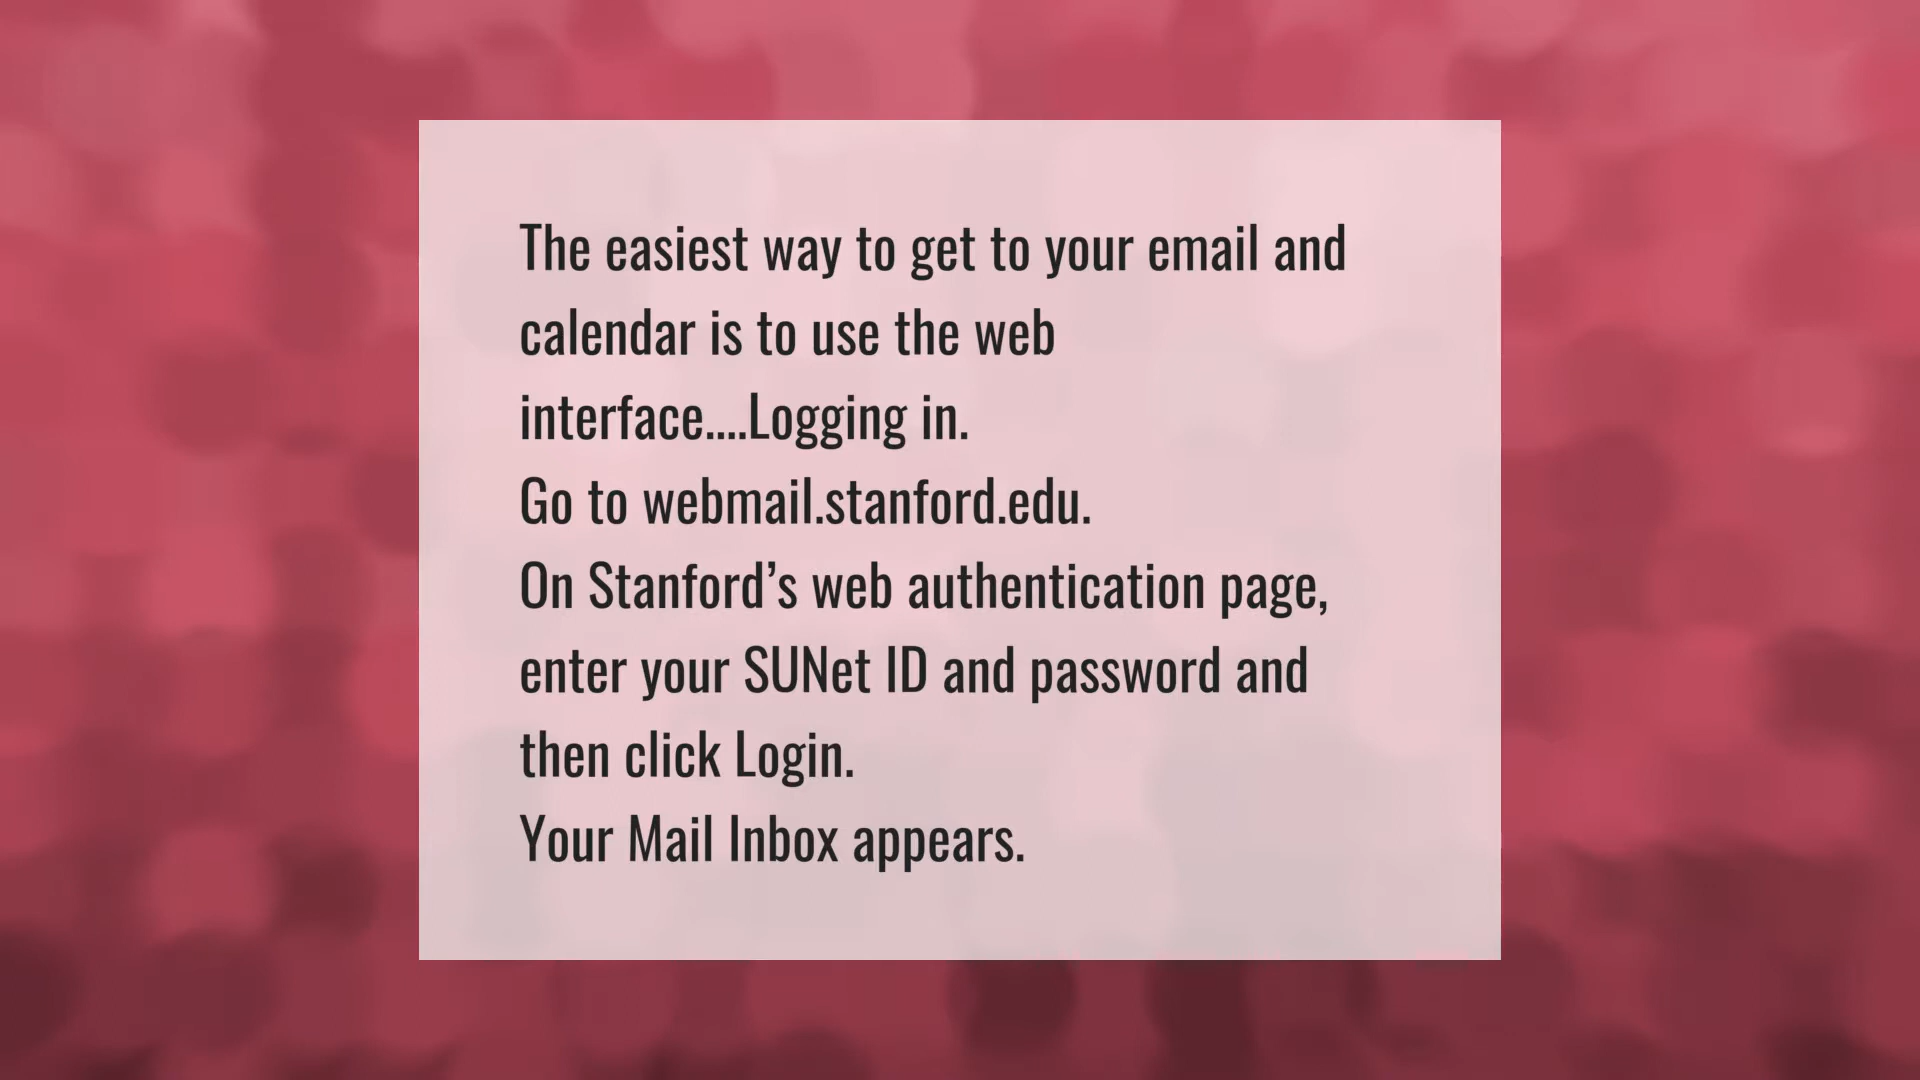 The easiest way to get to your email and
calendar is to use the web
interface....Logging in.
Go to webmail.stanford.edu.
On Stanford’s web authentication page,
enter your SUNet ID and password and
then click Login.
Your Mail Inbox appears.